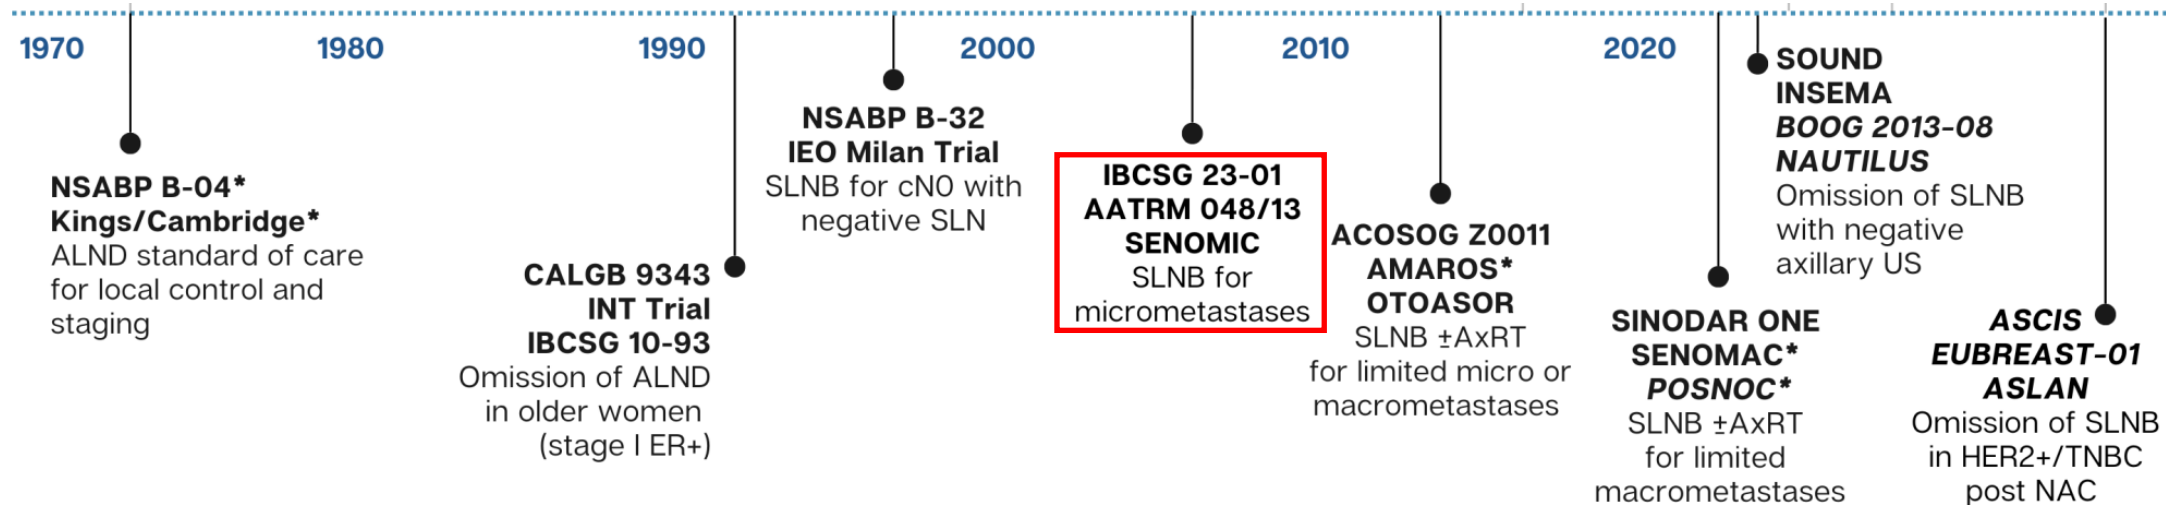 1970
1980
1990
2000
2010
2020
NSABP B-04*
Kings/Cambridge*
ALND standard of care
for local control and
staging
CALGB 9343
INT Trial
IBCSG 10-93
Omission of ALND
in older women
(stage I ER+)
NSABP B-32
IEO Milan Trial
SLNB for cN0 with
negative SLN
IBCSG 23-01
AATRM 048/13
SENOMIC
SLNB for
micrometastases
ACOSOG Z0011
AMAROS*
OTOASOR
SLNB ±AxRT
for limited micro or
macrometastases
SINODAR ONE
SENOMAC*
POSNOC*
SLNB ±AxRT
for limited
macrometastases
SOUND
INSEMA
BOOG 2013-08
NAUTILUS
Omission of SLNB
with negative
axillary US
ASCIS
EUBREAST-01
ASLAN
Omission of SLNB
in HER2+/TNBC
post NAC